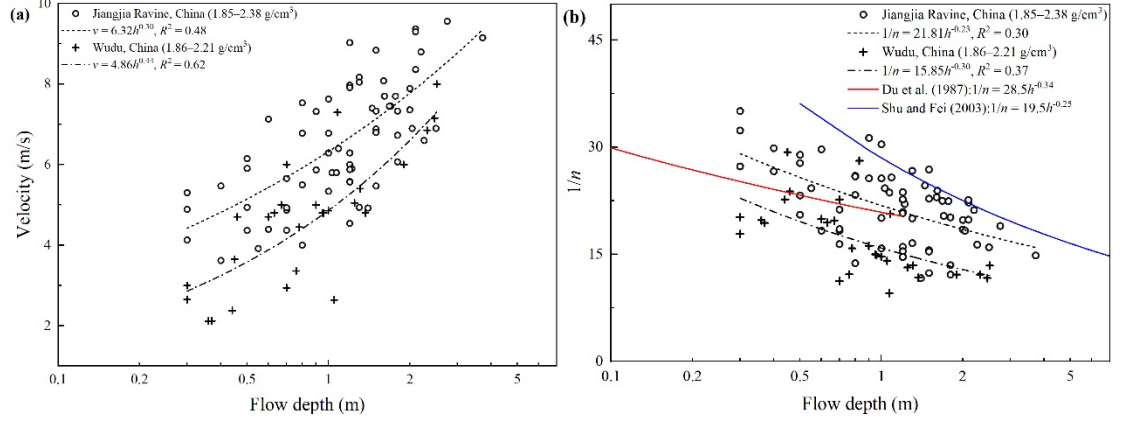 (a)
Jiangjia Ravine, China (1.85–2.38 g/cm³)
v = 6.32h^0.30, R² = 0.48
Wudu, China (1.86–2.21 g/cm³)
v = 4.86h^0.44, R² = 0.62
10
8
6
4
2
Velocity (m/s)
0.1
0.2
0.5
1
2
5
Flow depth (m)
(b)
Jiangjia Ravine, China (1.85–2.38 g/cm³)
1/n = 21.81h^-0.23, R² = 0.30
Wudu, China (1.86–2.21 g/cm³)
1/n = 15.85h^-0.30, R² = 0.37
Du et al. (1987):1/n = 28.5h^-0.34
Shu and Fei (2003):1/n = 19.5h^-0.25
45
30
15
0
1/n
0.1
0.2
0.5
1
2
5
Flow depth (m)